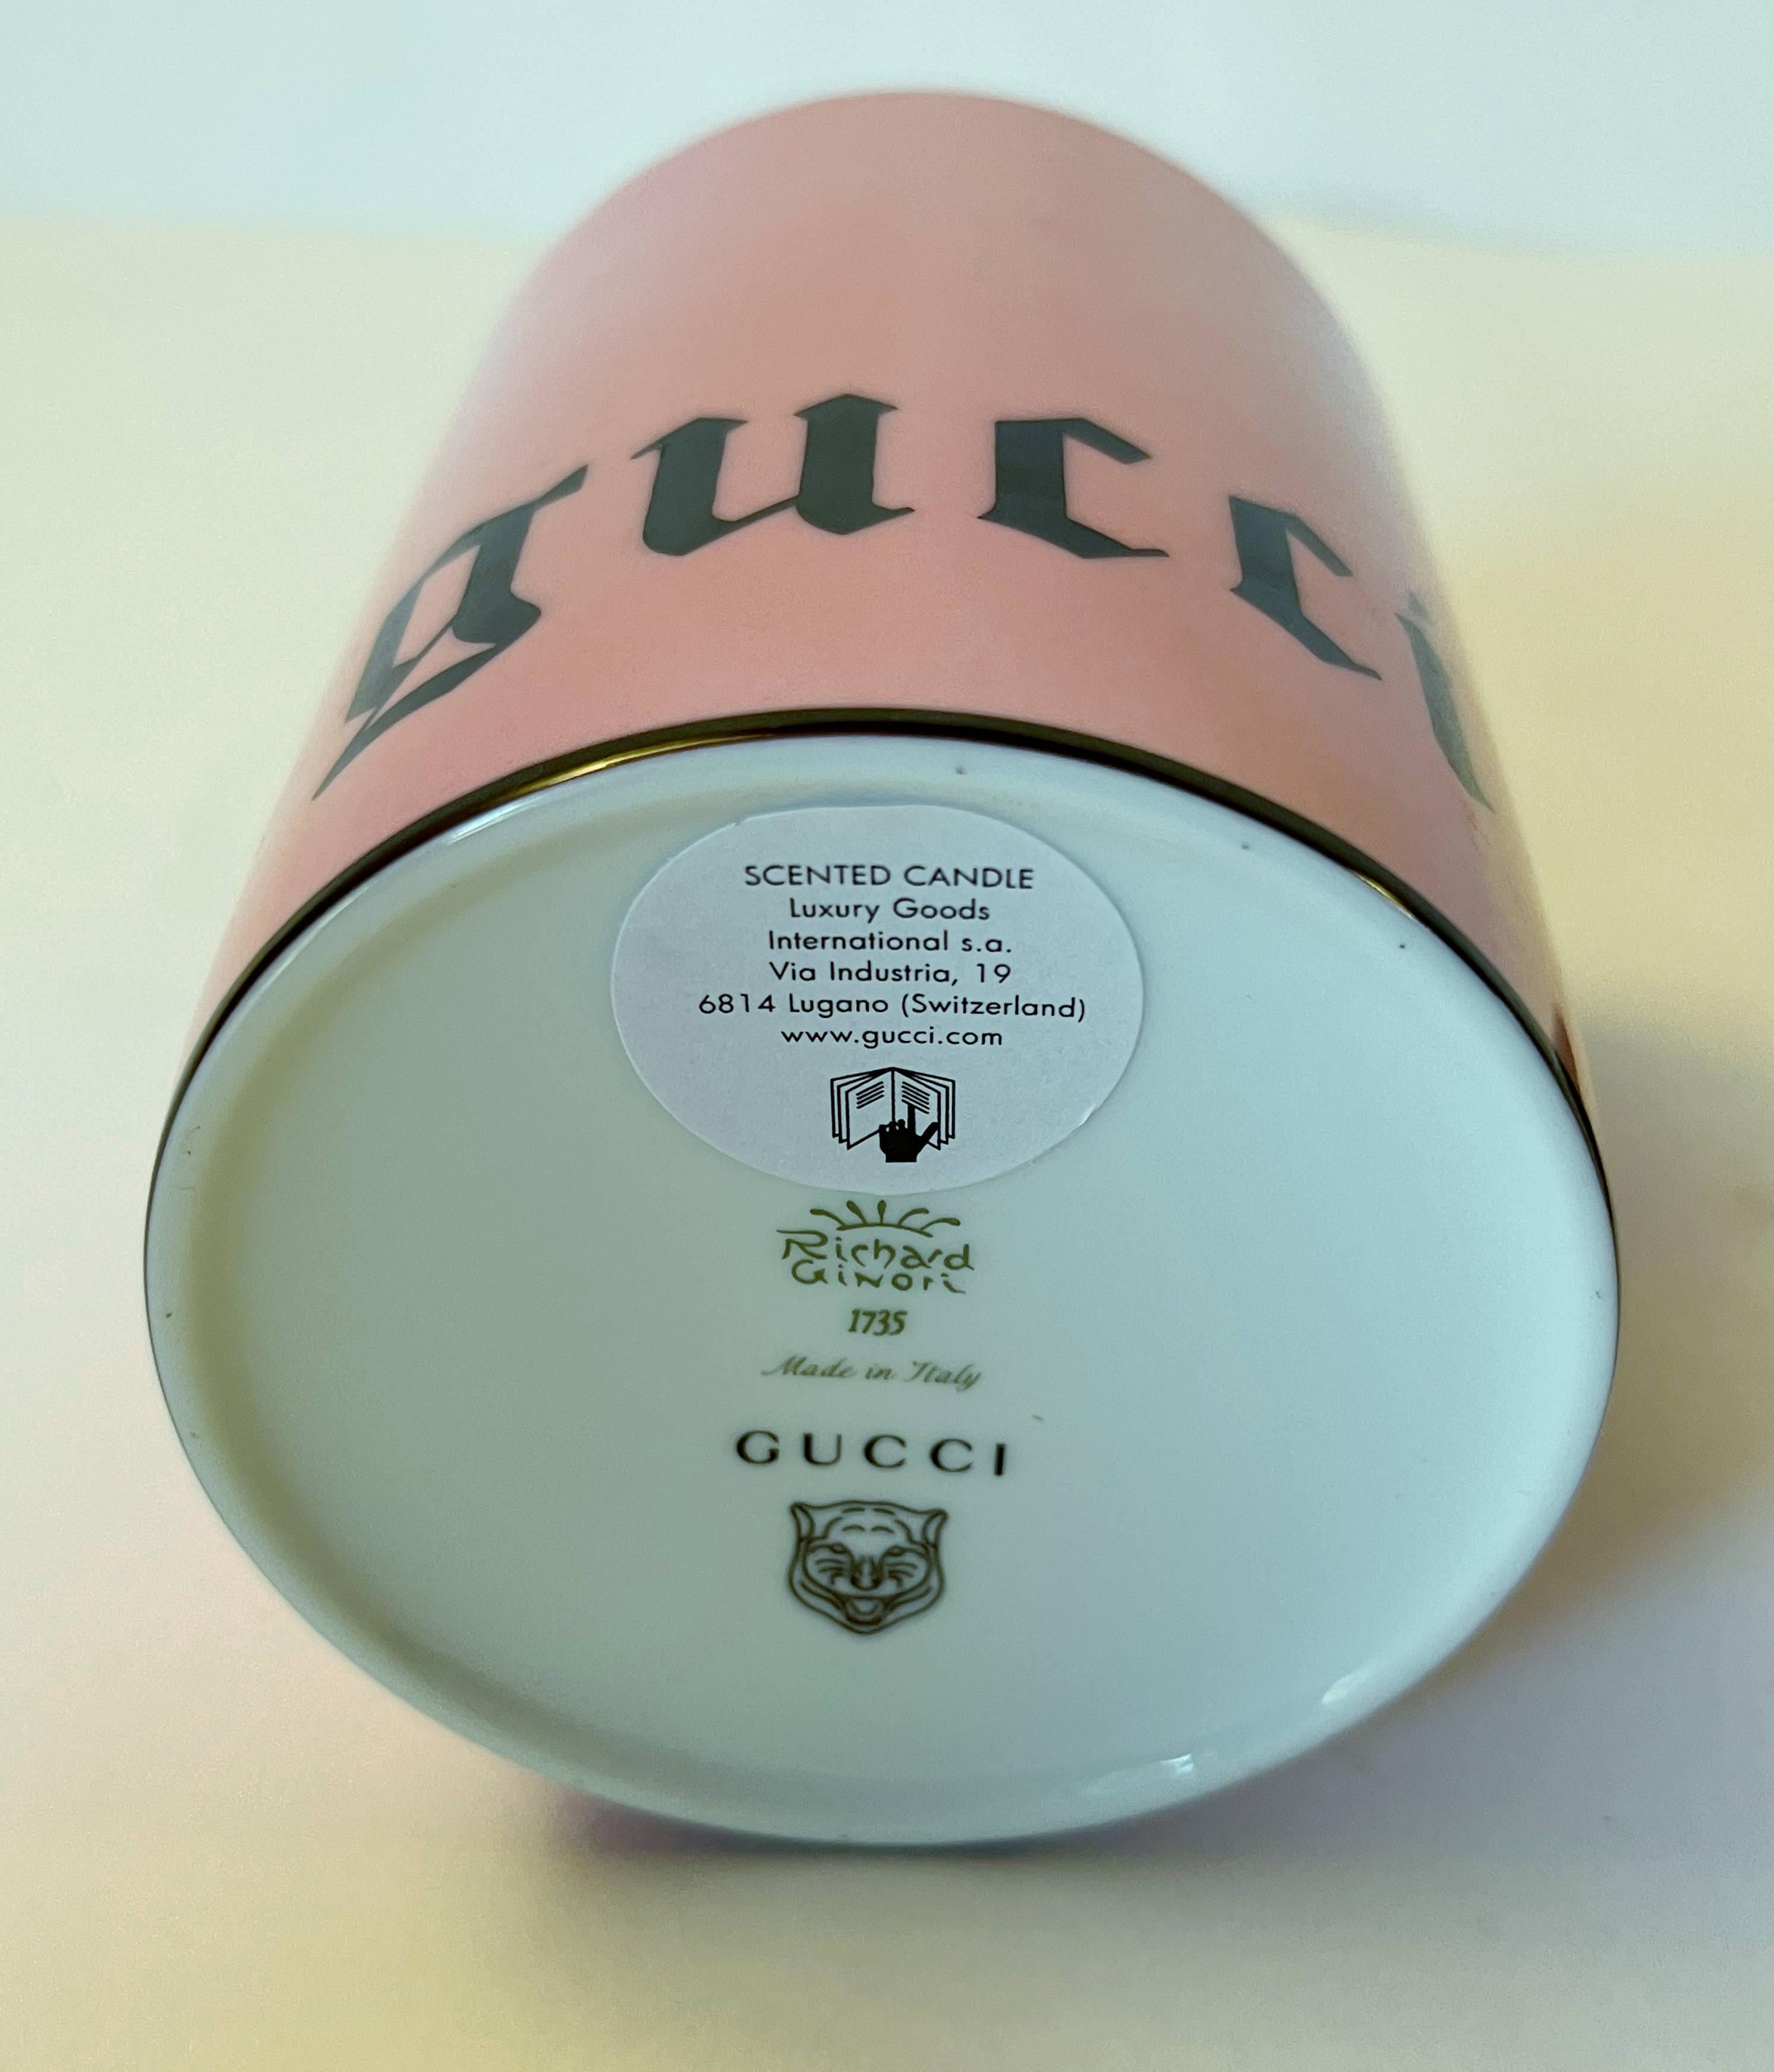 gucci
SCENTED CANDLE
Luxury Goods
International s.a.
Via Industria, 19
6814 Lugano (Switzerland)
www.gucci.com
Richard
Ginori
1735
Made in Italy
GUCCI